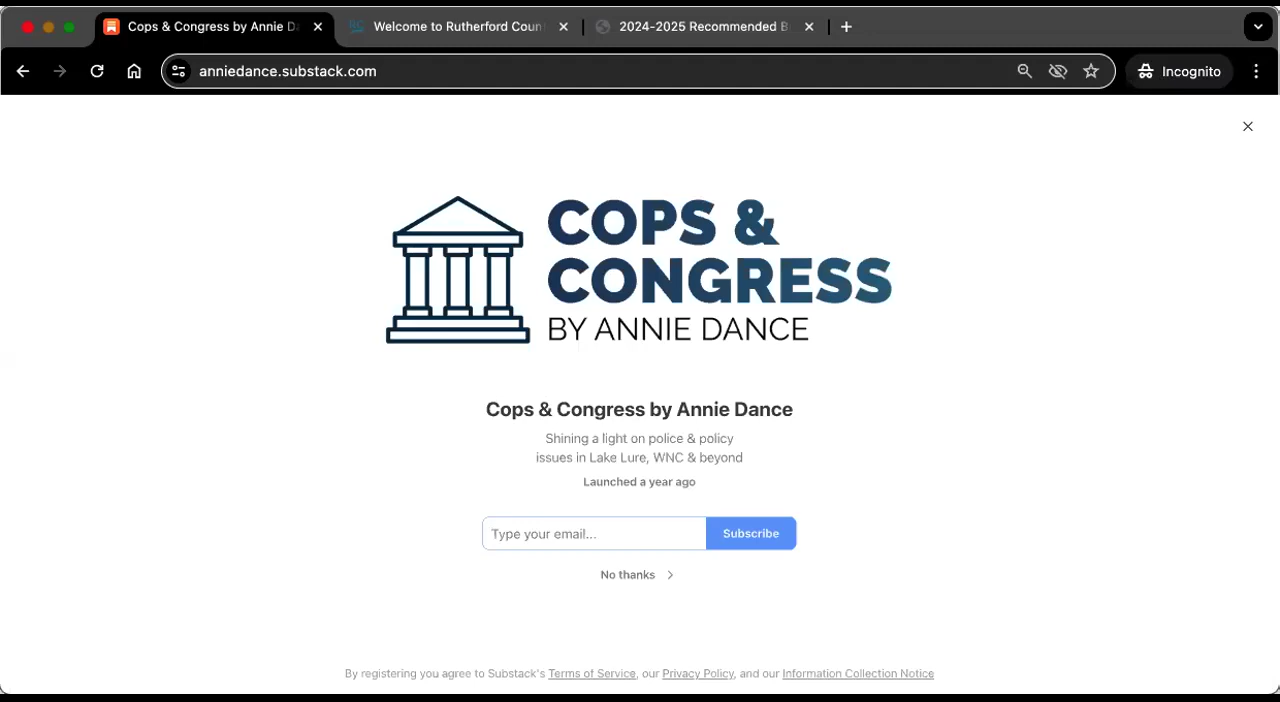 Cops & Congress by Annie Da
Welcome to Rutherford Coun
2024-2025 Recommended B
anniedance.substack.com
Incognito
COPS &
CONGRESS
BY ANNIE DANCE
Cops & Congress by Annie Dance
Shining a light on police & policy
issues in Lake Lure, WNC & beyond
Launched a year ago
Type your email...
Subscribe
No thanks
By registering you agree to Substack's Terms of Service, our Privacy Policy, and our Information Collection Notice